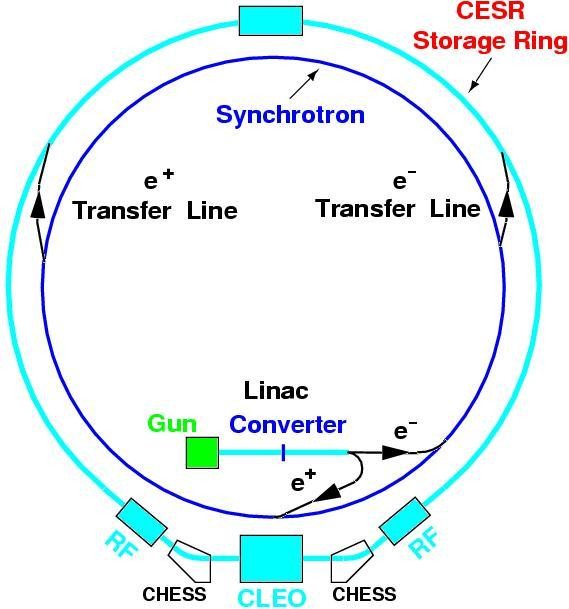 CESR
Storage Ring
Synchrotron
e+
Transfer Line
e−
Transfer Line
Linac
Gun
Converter
e−
e+
RF
RF
CHESS
CLEO
CHESS